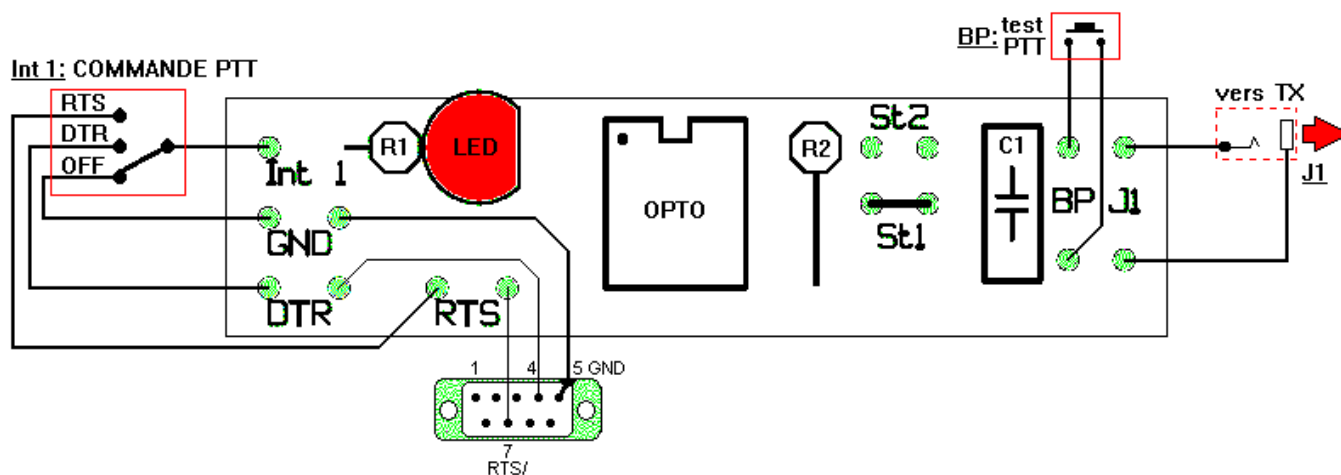 BP: test
PTT
Int 1: COMMANDE PTT
RTS
DTR
OFF
vers TX
J1
Int 1
R1
LED
OPTO
R2
St2
St1
C1
BP
J1
GND
DTR
RTS
1
4
5 GND
7
RTS/